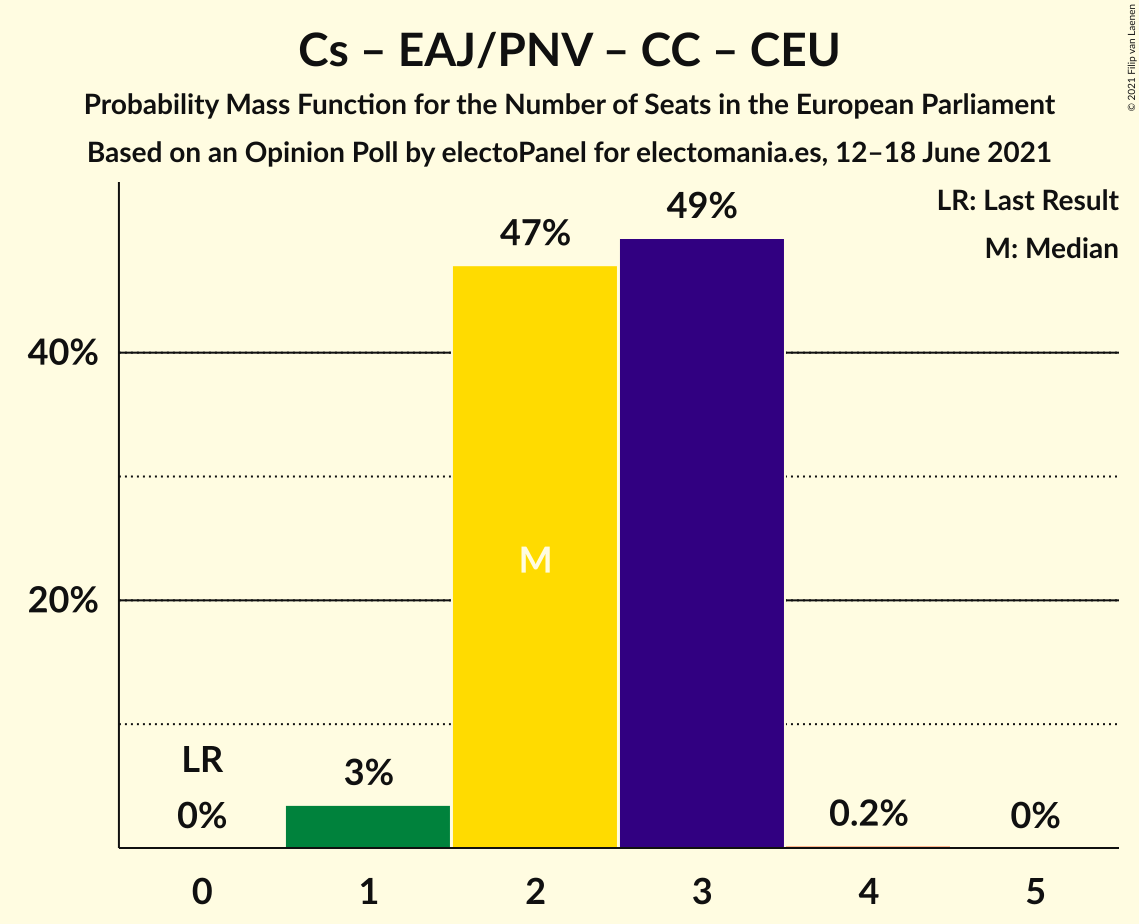 Cs – EAJ/PNV – CC – CEU
Probability Mass Function for the Number of Seats in the European Parliament
Based on an Opinion Poll by electoPanel for electomania.es, 12–18 June 2021
© 2021 Filip van Laenen
LR: Last Result
M: Median
49%
47%
40%
M
20%
LR
3%
0%
0.2%
0%
0 1 2 3 4 5